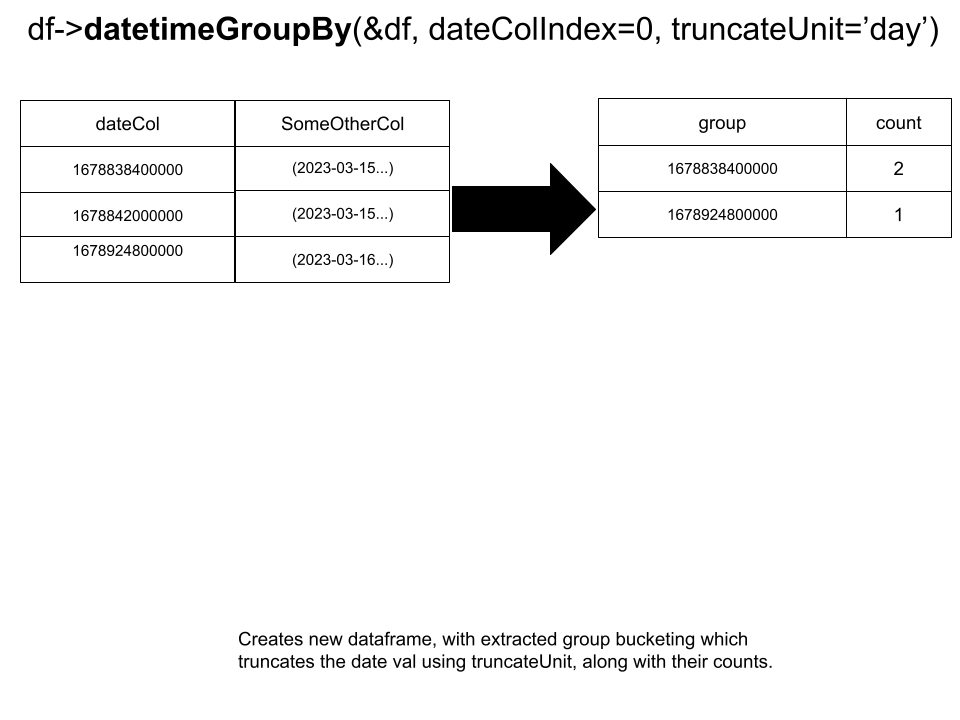 df->datetimeGroupBy(&df, dateColIndex=0, truncateUnit=’day’)
dateCol SomeOtherCol
1678838400000 (2023-03-15...)
1678842000000 (2023-03-15...)
1678924800000 (2023-03-16...)
group count
1678838400000 2
1678924800000 1
Creates new dataframe, with extracted group bucketing which
truncates the date val using truncateUnit, along with their counts.